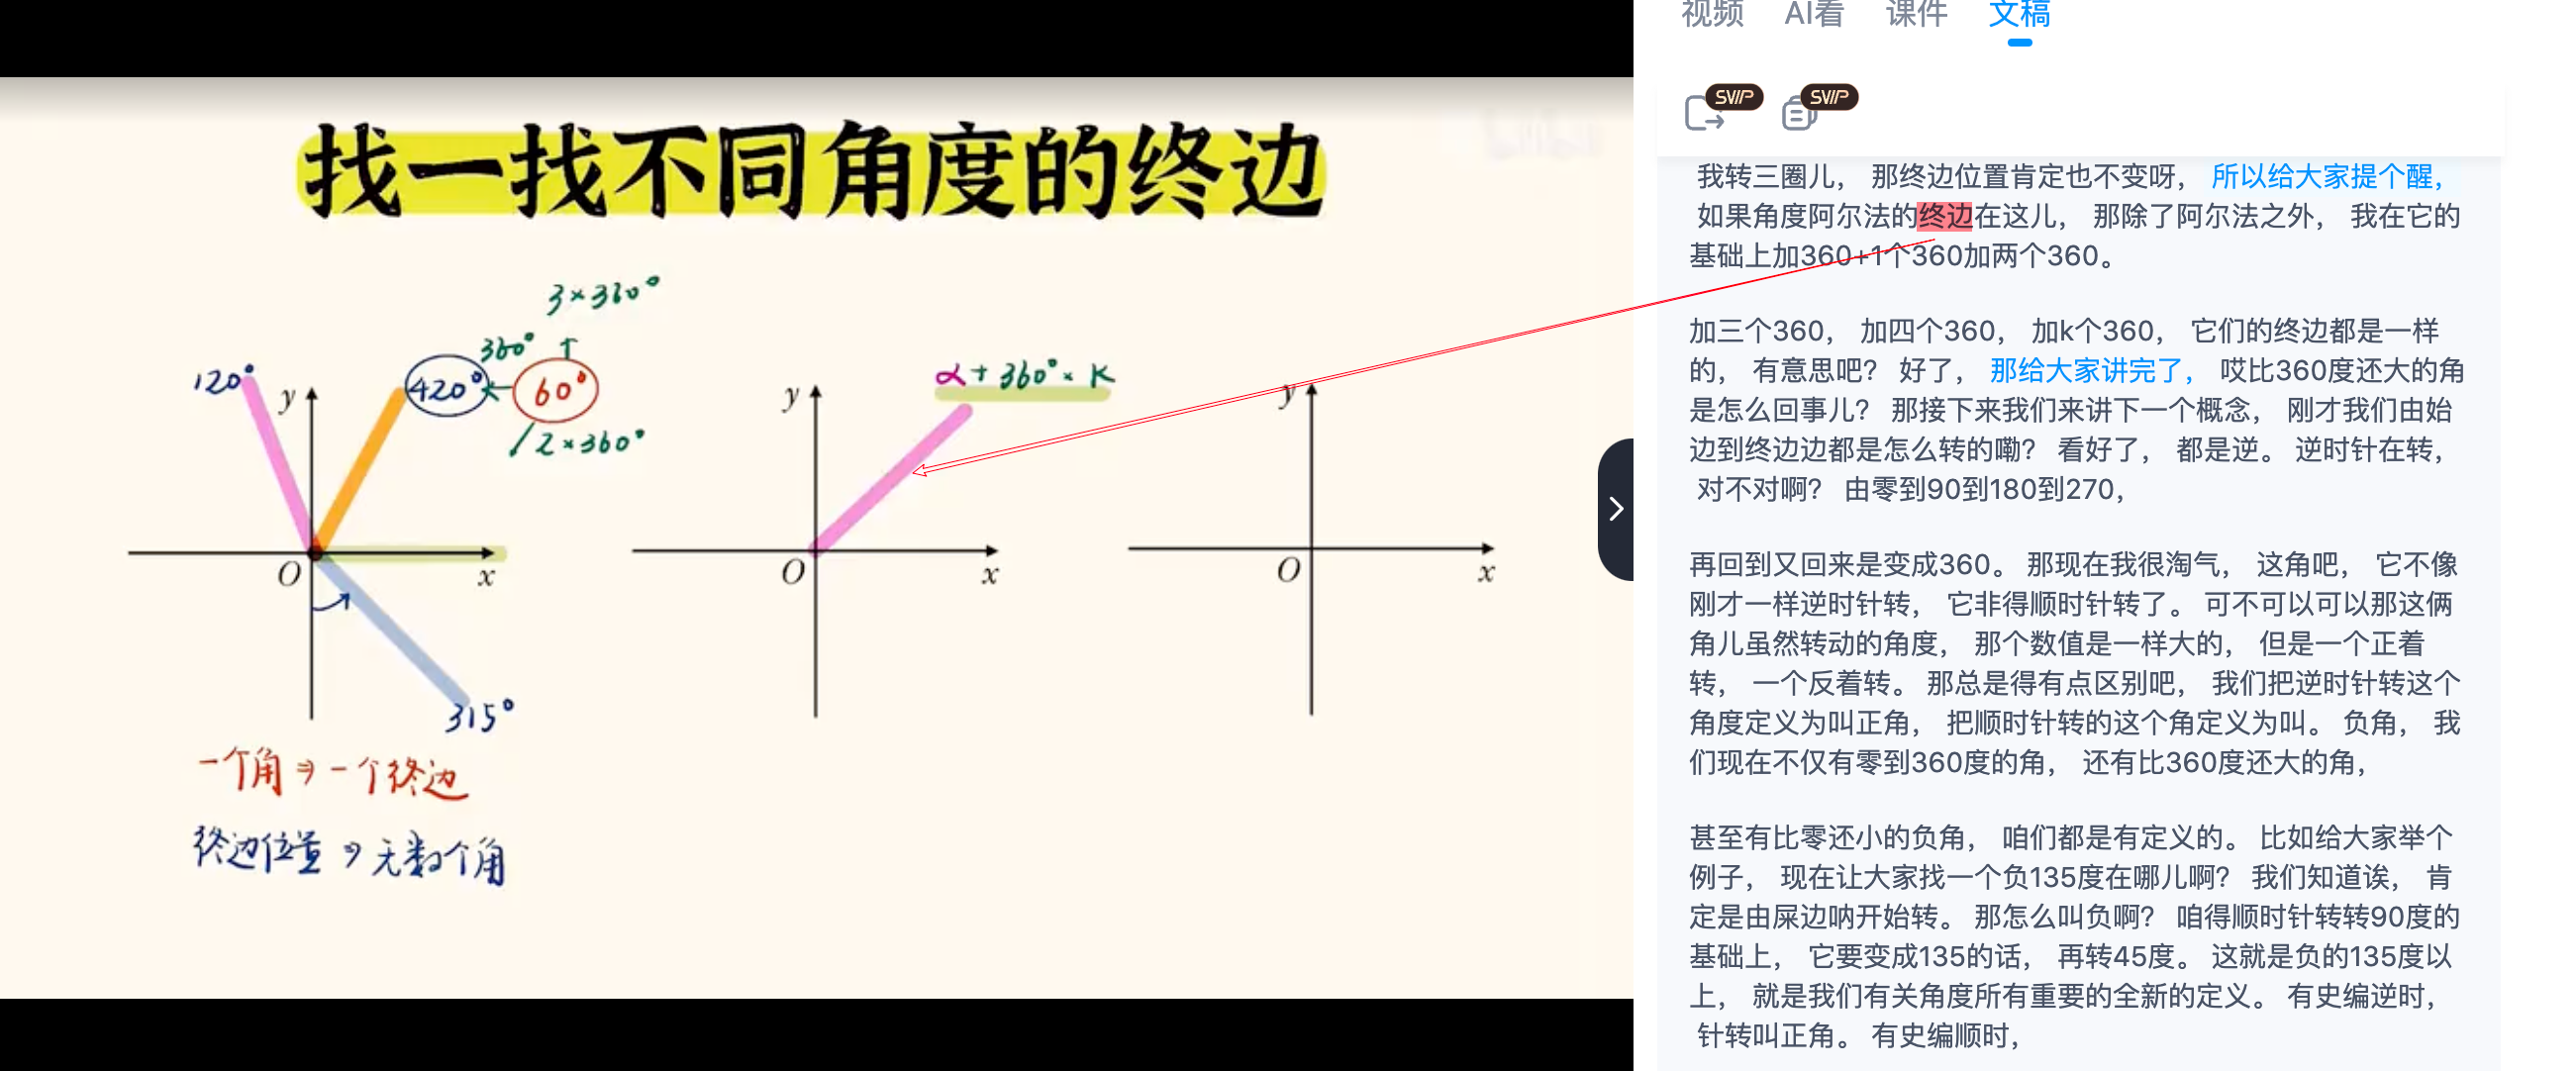 找一找不同角度的终边
3×360°
120°
y
420°
360°
60°
2×360°
O
x
315°
一个角⇒一个终边
终边位置⇒无数个角
y
α+360°×K
O
x
y
O
x
视频 AI看 课件 文稿
SVIP SVIP
我转三圈儿， 那终边位置肯定也不变呀， 所以给大家提个醒，
如果角度阿尔法的终边在这儿， 那除了阿尔法之外， 我在它的
基础上加360+1个360加两个360。
加三个360， 加四个360， 加k个360， 它们的终边都是一样
的， 有意思吧？ 好了， 那给大家讲完了， 哎比360度还大的角
是怎么回事儿？ 那接下来我们来讲下一个概念， 刚才我们由始
边到终边边都是怎么转的嘞？ 看好了， 都是逆。 逆时针在转，
对不对啊？ 由零到90到180到270，
再回到又回来是变成360。 那现在我很淘气， 这角吧， 它不像
刚才一样逆时针转， 它非得顺时针转了。 可不可以可以那这俩
角儿虽然转动的角度， 那个数值是一样大的， 但是一个正着
转， 一个反着转。 那总是得有点区别吧， 我们把逆时针转这个
角度定义为叫正角， 把顺时针转的这个角定义为叫。 负角， 我
们现在不仅有零到360度的角， 还有比360度还大的角，
甚至有比零还小的负角， 咱们都是有定义的。 比如给大家举个
例子， 现在让大家找一个负135度在哪儿啊？ 我们知道诶， 肯
定是由屎边呐开始转。 那怎么叫负啊？ 咱得顺时针转转90度的
基础上， 它要变成135的话， 再转45度。 这就是负的135度以
上， 就是我们有关角度所有重要的全新的定义。 有史编逆时，
针转叫正角。 有史编顺时，